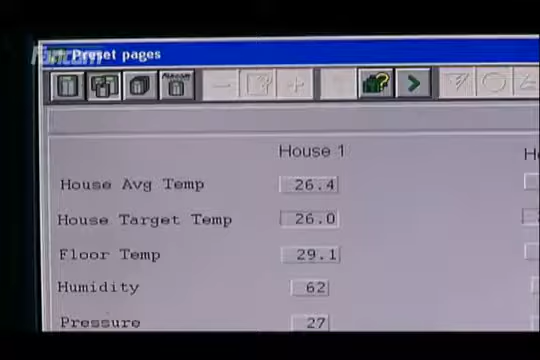 Farmcam
Preset pages
House 1
House Avg Temp 26.4
House Target Temp 26.0
Floor Temp 29.1
Humidity 62
Pressure 27